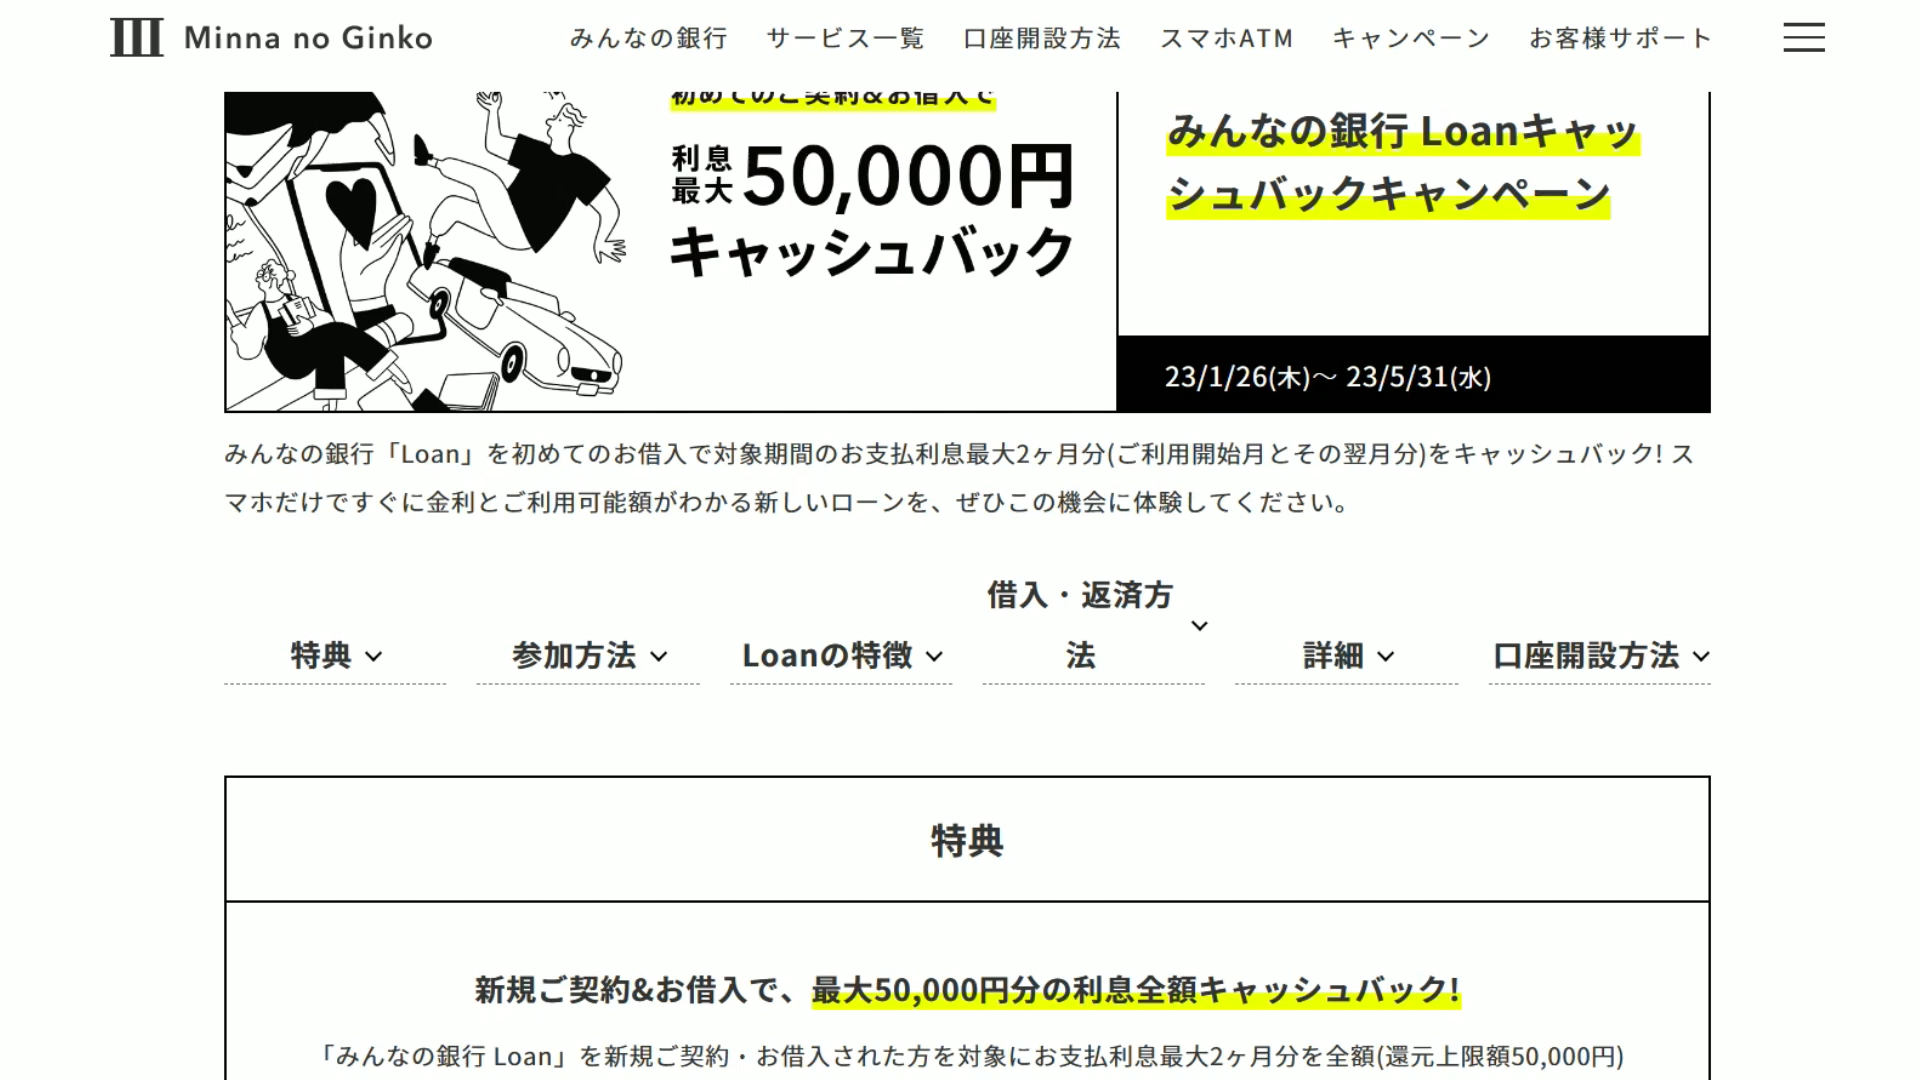 Minna no Ginko
みんなの銀行 サービス一覧 口座開設方法 スマホATM キャンペーン お客様サポート
初めてのご契約&お借入で
利息
最大 50,000円
キャッシュバック
みんなの銀行 Loanキャッ
シュバックキャンペーン
23/1/26(木)〜 23/5/31(水)
みんなの銀行「Loan」を初めてのお借入で対象期間のお支払利息最大2ヶ月分(ご利用開始月とその翌月分)をキャッシュバック! ス
マホだけですぐに金利とご利用可能額がわかる新しいローンを、ぜひこの機会に体験してください。
特典 参加方法 Loanの特徴
借入・返済方
法
詳細 口座開設方法
特典
新規ご契約&お借入で、最大50,000円分の利息全額キャッシュバック!
「みんなの銀行 Loan」を新規ご契約・お借入された方を対象にお支払利息最大2ヶ月分を全額(還元上限額50,000円)